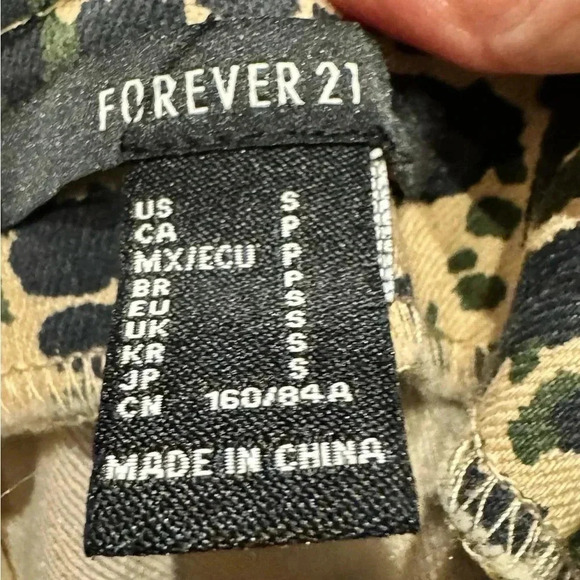 FOREVER 21
US S
CA P
MX/ECU P
BR P
EU S
UK S
KR S
JP S
CN 160/84A
MADE IN CHINA